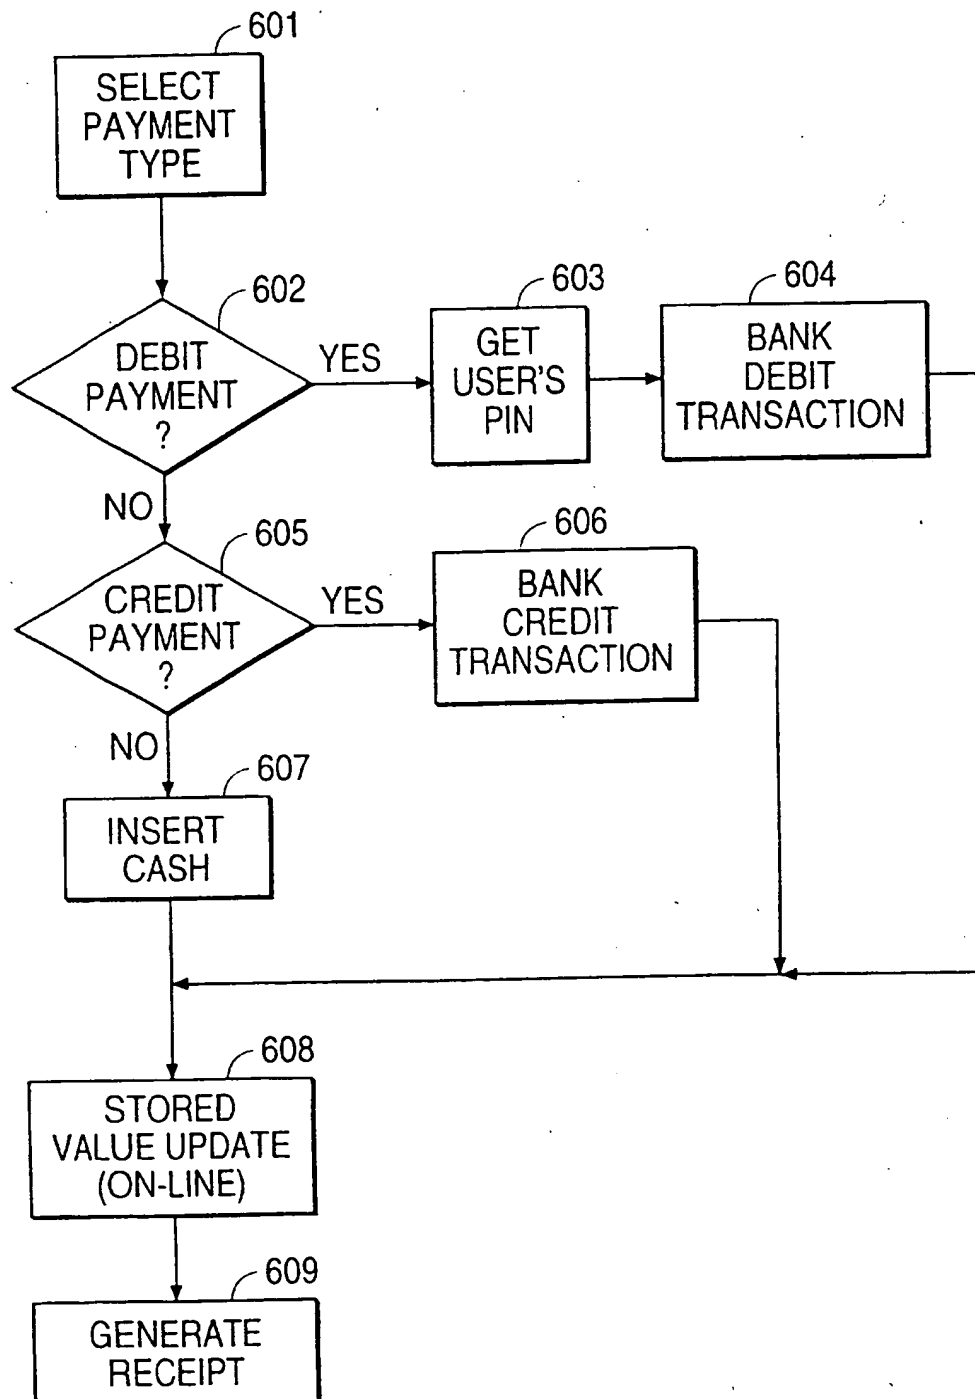 601
SELECT
PAYMENT
TYPE
602
DEBIT
PAYMENT
?
YES
603
GET
USER'S
PIN
604
BANK
DEBIT
TRANSACTION
NO
605
CREDIT
PAYMENT
?
YES
606
BANK
CREDIT
TRANSACTION
NO
607
INSERT
CASH
608
STORED
VALUE UPDATE
(ON-LINE)
609
GENERATE
RECEIPT